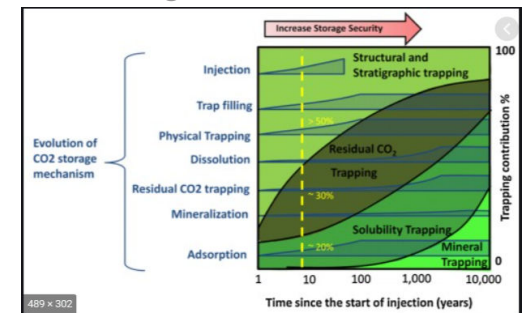 Increase Storage Security
100
Injection
Structural and
Stratigraphic trapping
Trap filling
>50%
Physical Trapping
Evolution of
CO2 storage
mechanism
Dissolution
Residual CO₂
Trapping
Residual CO2 trapping
~30%
Mineralization
Solubility Trapping
~20%
Adsorption
Mineral
Trapping
0
Trapping contribution %
1 10 100 1,000 10,000
Time since the start of injection (years)
489 × 302